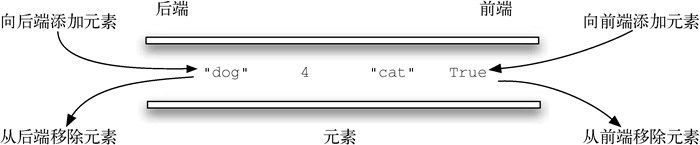 后端 前端
向后端添加元素 向前端添加元素
"dog" 4 "cat" True
从后端移除元素 元素 从前端移除元素